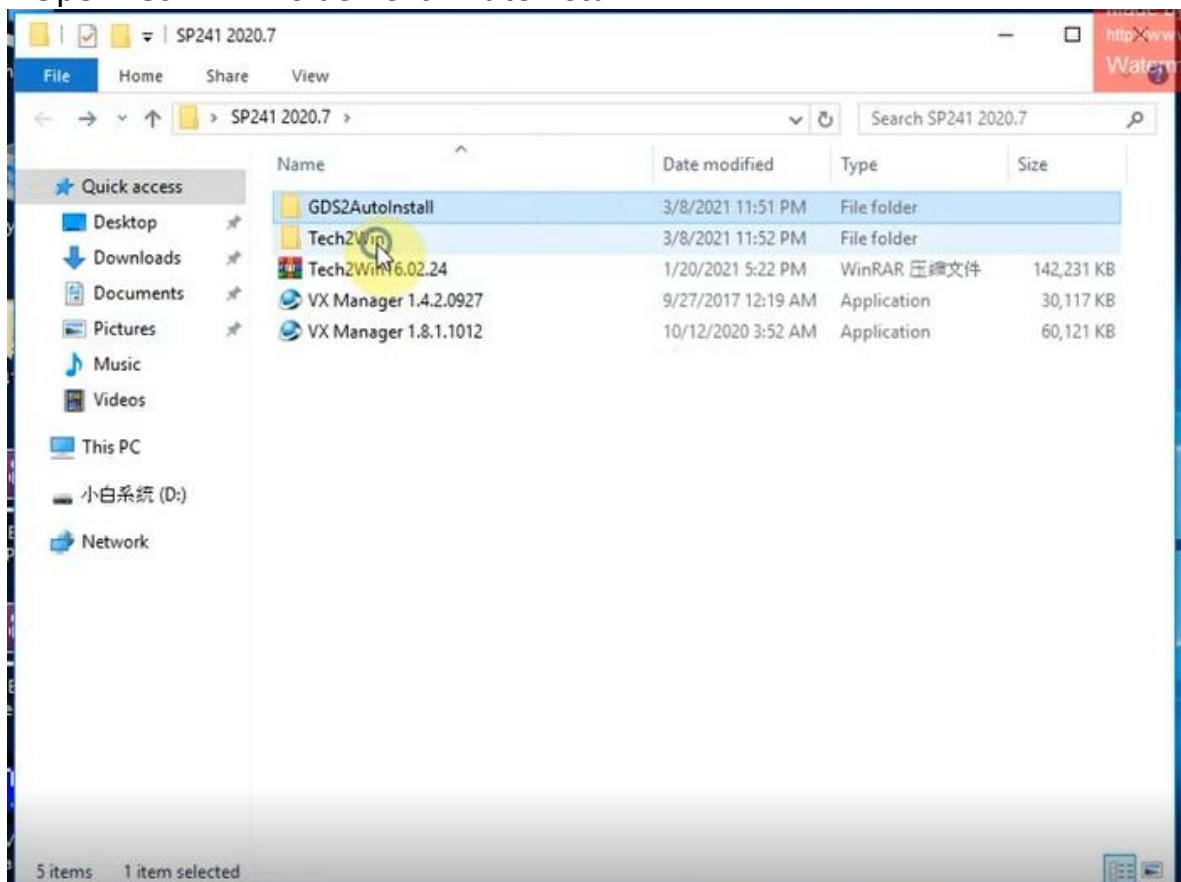 SP241 2020.7
http://www
Waterm
File Home Share View
SP241 2020.7
Search SP241 2020.7
Name Date modified Type Size
Quick access
Desktop
Downloads
Documents
Pictures
Music
Videos
This PC
小白系统 (D:)
Network
GDS2AutoInstall 3/8/2021 11:51 PM File folder
Tech2Win 3/8/2021 11:52 PM File folder
Tech2Win16.02.24 1/20/2021 5:22 PM WinRAR 压缩文件 142,231 KB
VX Manager 1.4.2.0927 9/27/2017 12:19 AM Application 30,117 KB
VX Manager 1.8.1.1012 10/12/2020 3:52 AM Application 60,121 KB
5 items 1 item selected